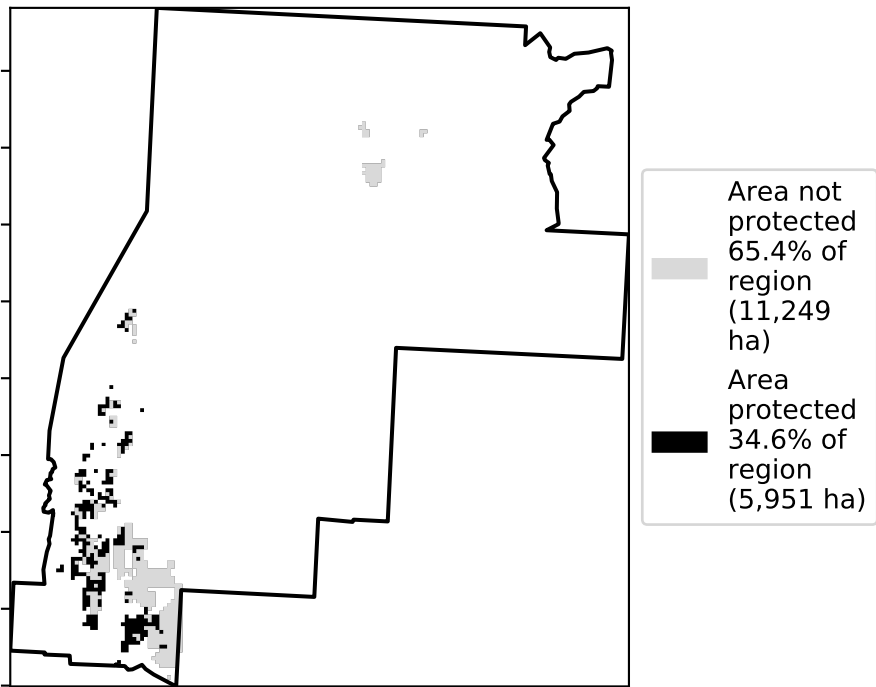 Area not
protected
65.4% of
region
(11,249
ha)
Area
protected
34.6% of
region
(5,951 ha)